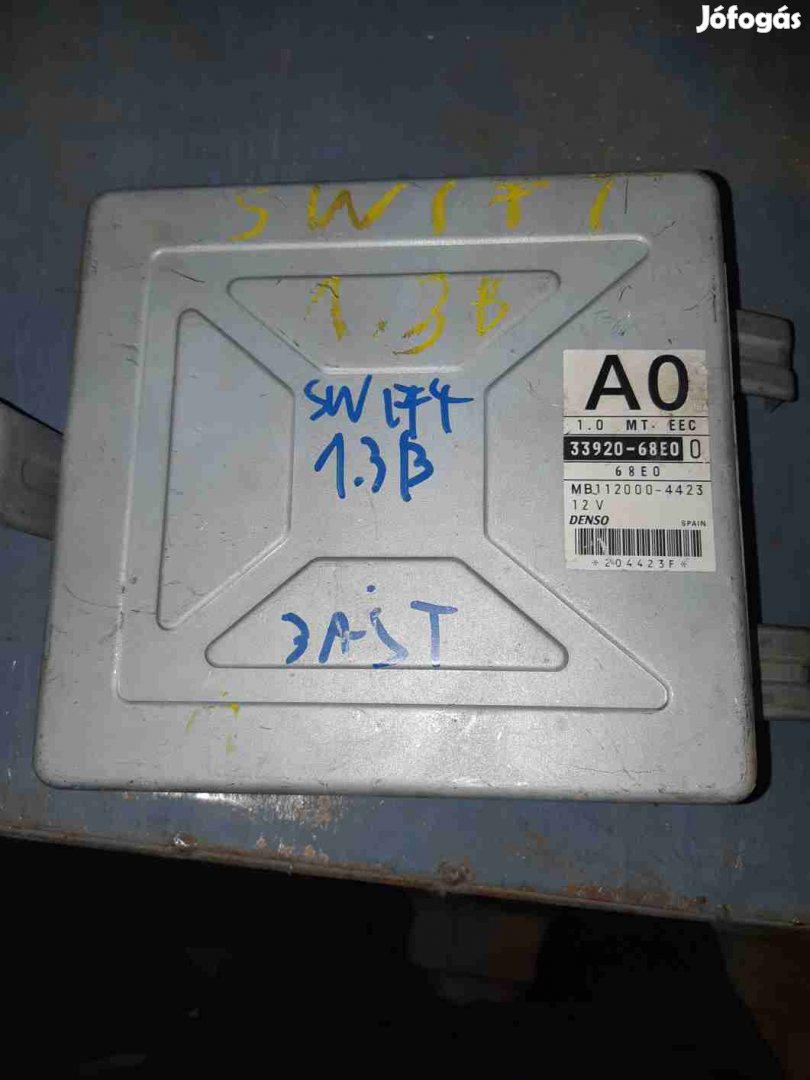 Jófogás
SWIFT
1.3B
SWIFT
1.3B
A0
1.0 MT. EEC
33920-68E0 0
68E0
MB112000-4423
12 V
DENSO SPAIN
*204423F*